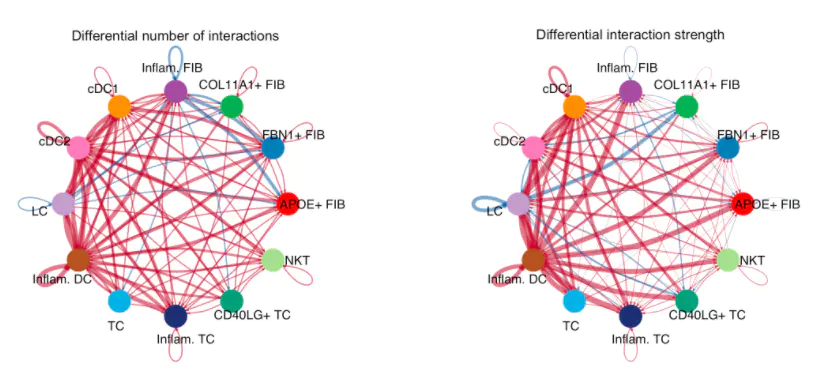 Differential number of interactions
Inflam. FIB
COL11A1+ FIB
cDC1
FBN1+ FIB
cDC2
APOE+ FIB
LC
NKT
Inflam. DC
CD40LG+ TC
TC
Inflam. TC
Differential interaction strength
Inflam. FIB
COL11A1+ FIB
cDC1
FBN1+ FIB
cDC2
APOE+ FIB
LC
NKT
Inflam. DC
CD40LG+ TC
TC
Inflam. TC